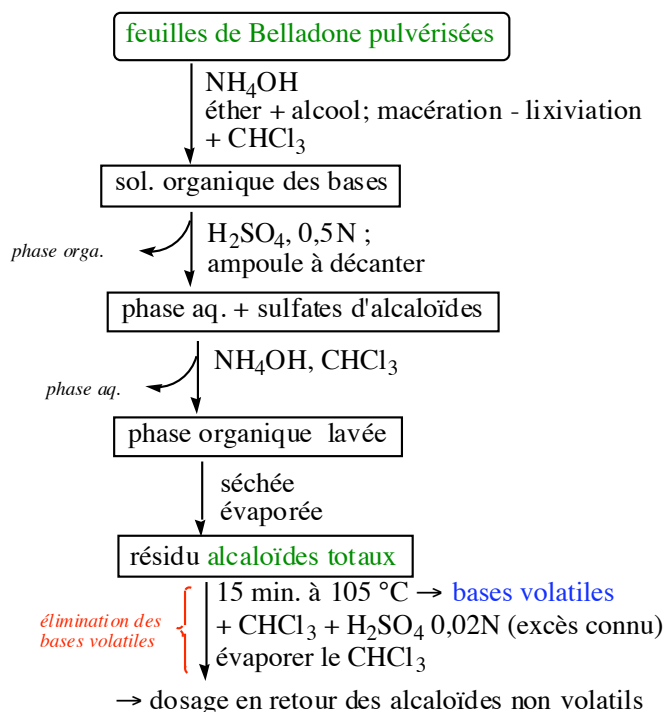 feuilles de Belladone pulvérisées
NH4OH
éther + alcool; macération - lixiviation
+ CHCl3
sol. organique des bases
phase orga.
H2SO4, 0,5N ;
ampoule à décanter
phase aq. + sulfates d'alcaloïdes
NH4OH, CHCl3
phase aq.
phase organique lavée
séchée
évaporée
résidu alcaloïdes totaux
15 min. à 105 °C → bases volatiles
élimination des
bases volatiles
+ CHCl3 + H2SO4 0,02N (excès connu)
évaporer le CHCl3
→ dosage en retour des alcaloïdes non volatils